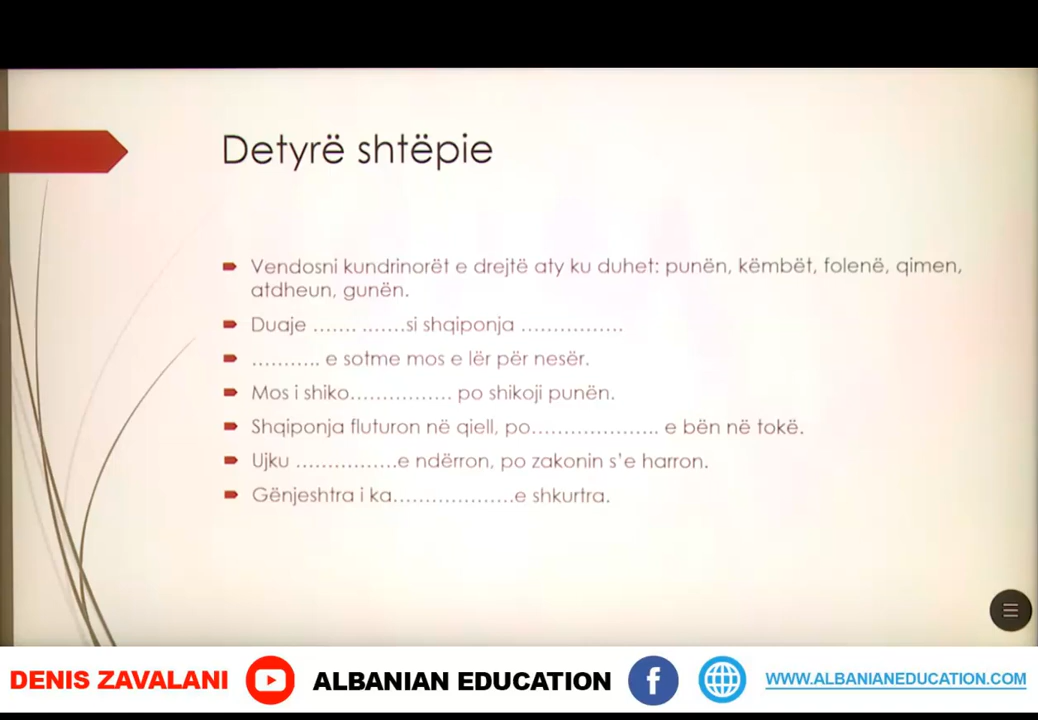 Detyrë shtëpie
Vendosni kundrinorët e drejtë aty ku duhet: punën, këmbët, folenë, qimen,
atdheun, gunën.
Duaje ....... .......si shqiponja ................
........... e sotme mos e lër për nesër.
Mos i shiko................ po shikoji punën.
Shqiponja fluturon në qiell, po.................... e bën në tokë.
Ujku ................e ndërron, po zakonin s'e harron.
Gënjeshtra i ka...................e shkurtra.
DENIS ZAVALANI ALBANIAN EDUCATION f WWW.ALBANIANEDUCATION.COM